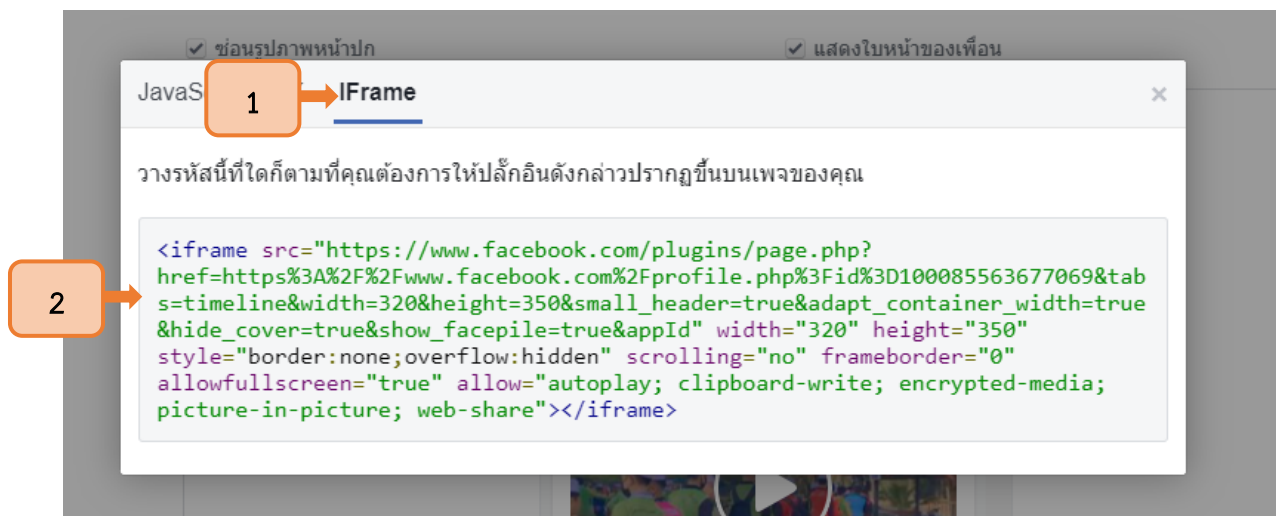 ซ่อนรูปภาพหน้าปก แสดงใบหน้าของเพื่อน
JavaS 1 IFrame ×
วางรหัสนี้ที่ใดก็ตามที่คุณต้องการให้ปลั๊กอินดังกล่าวปรากฏขึ้นบนเพจของคุณ
<iframe src="https://www.facebook.com/plugins/page.php?
href=https%3A%2F%2Fwww.facebook.com%2Fprofile.php%3Fid%3D100085563677069&tab
s=timeline&width=320&height=350&small_header=true&adapt_container_width=true
&hide_cover=true&show_facepile=true&appId" width="320" height="350"
2
style="border:none;overflow:hidden" scrolling="no" frameborder="0"
allowfullscreen="true" allow="autoplay; clipboard-write; encrypted-media;
picture-in-picture; web-share"></iframe>